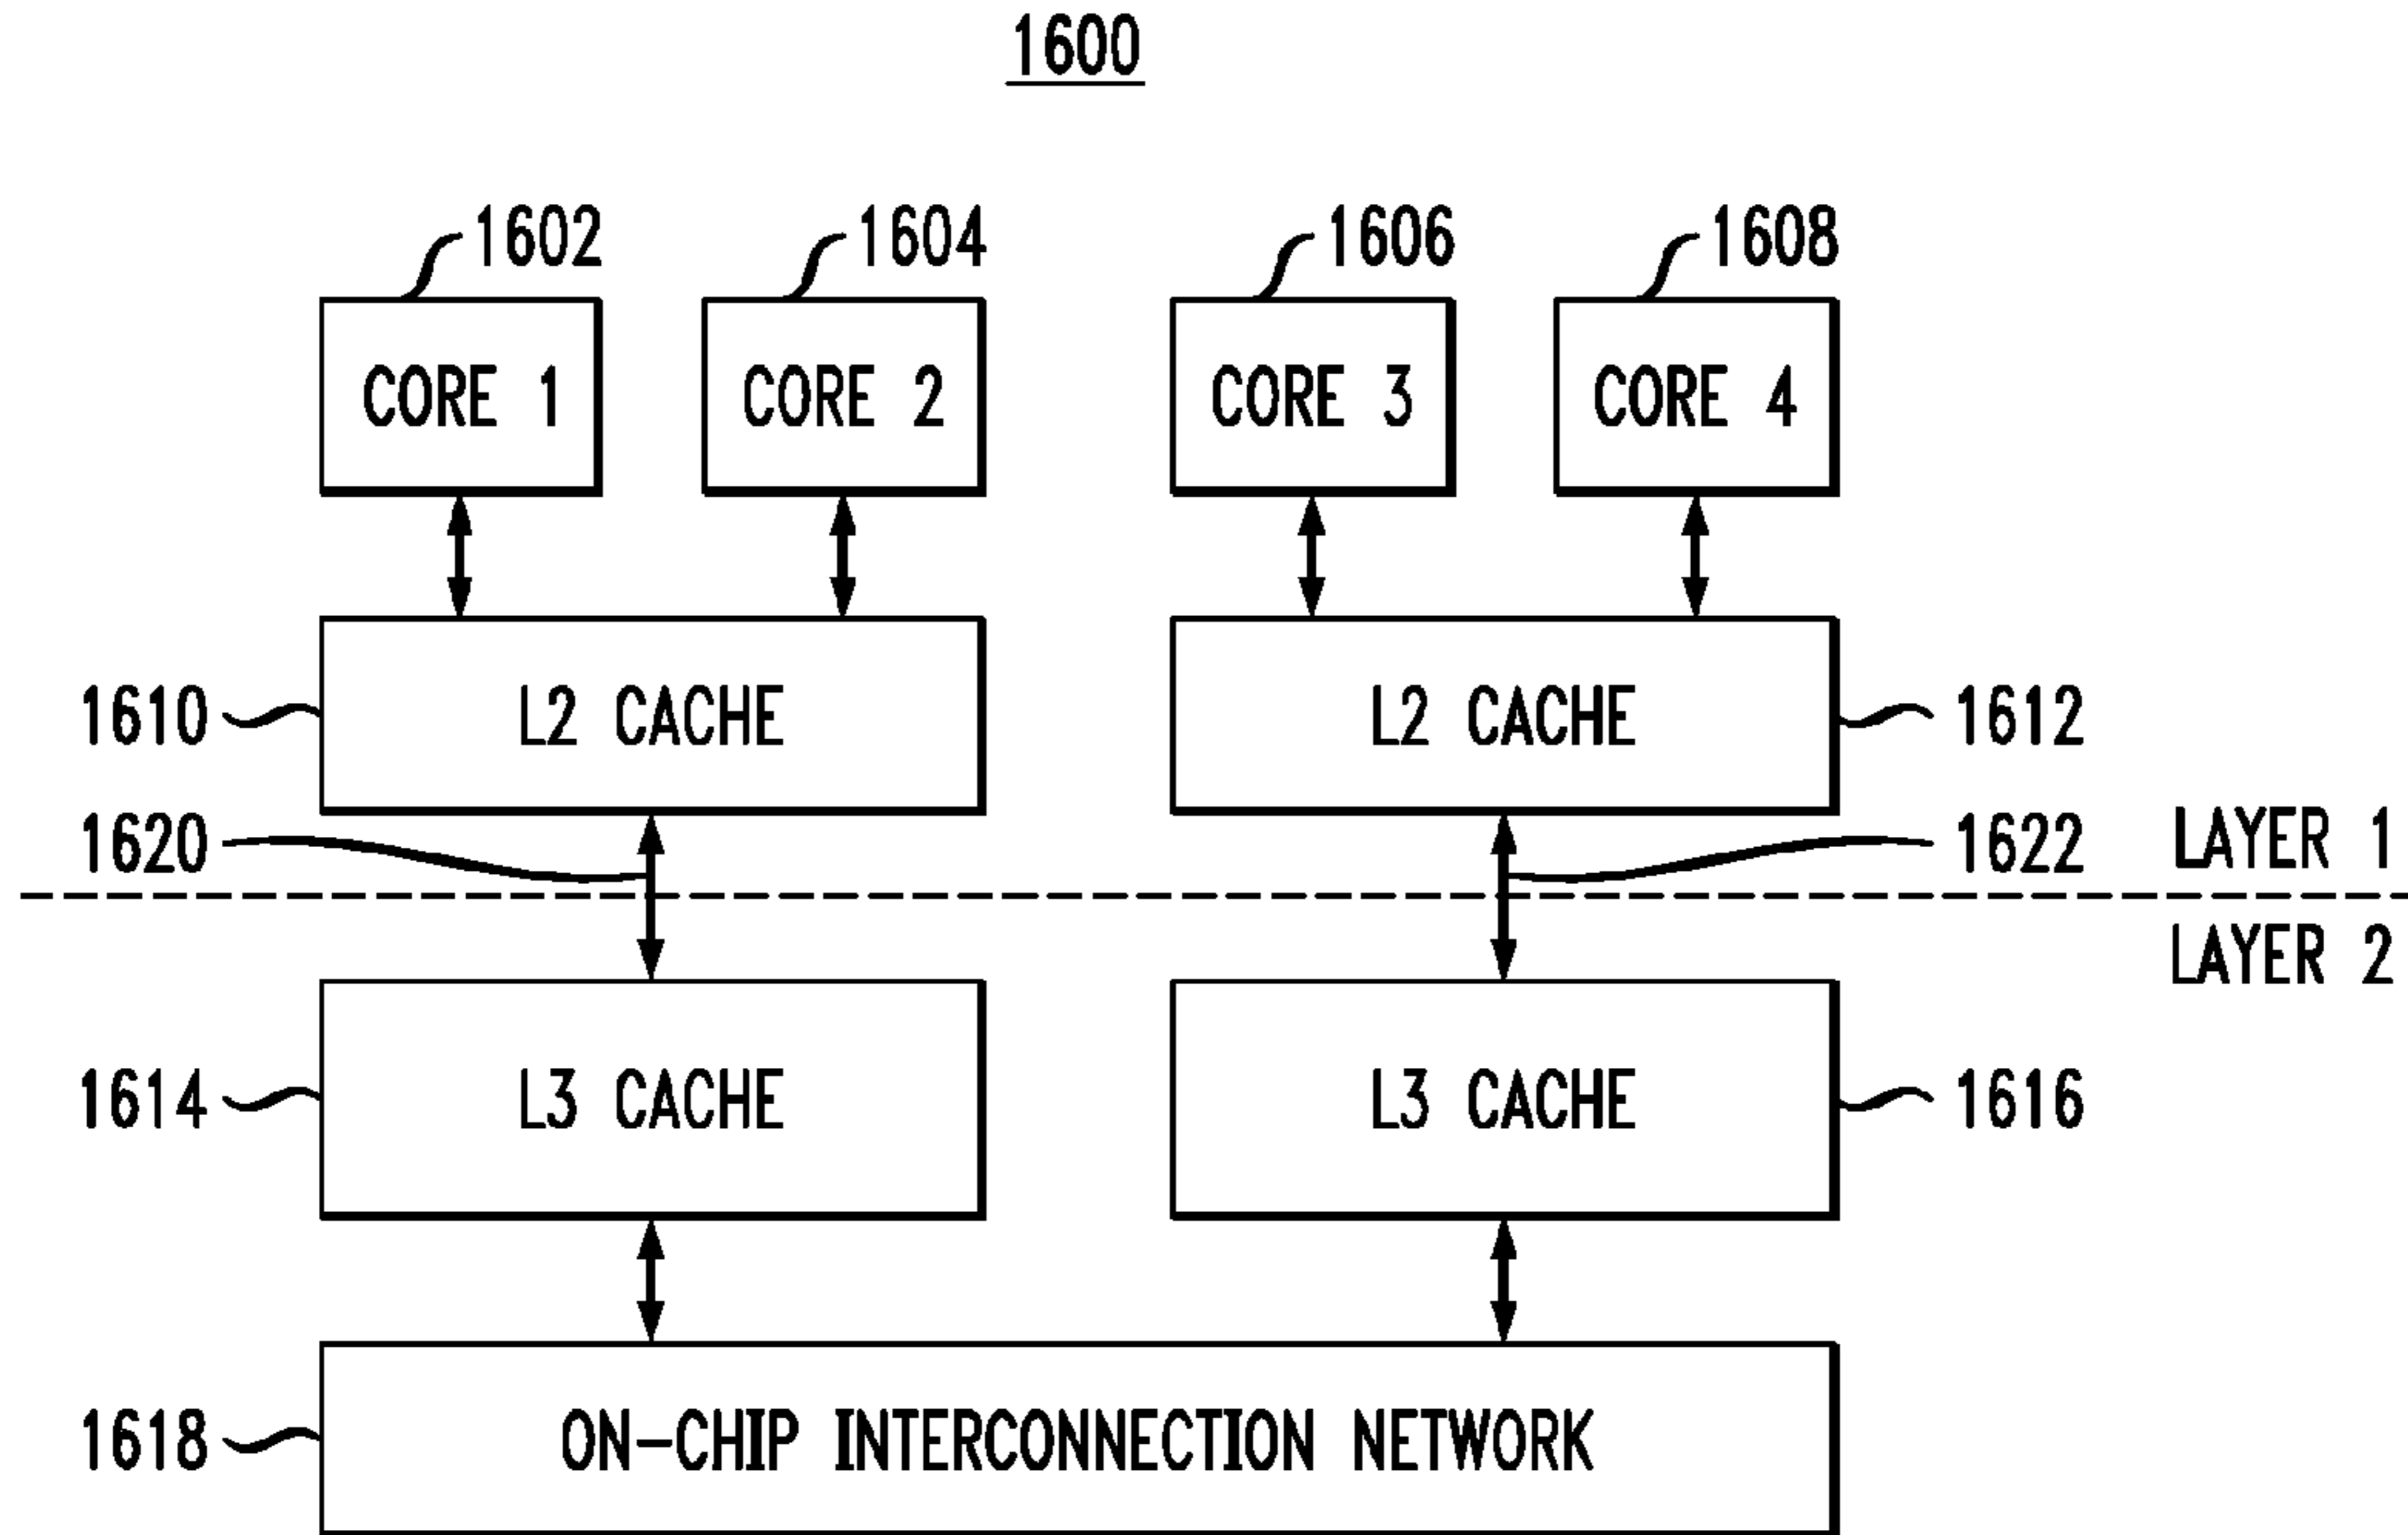 1600
1602 1604 1606 1608
CORE 1 CORE 2 CORE 3 CORE 4
1610 L2 CACHE L2 CACHE 1612
1620 1622 LAYER 1
LAYER 2
1614 L3 CACHE L3 CACHE 1616
1618 ON-CHIP INTERCONNECTION NETWORK